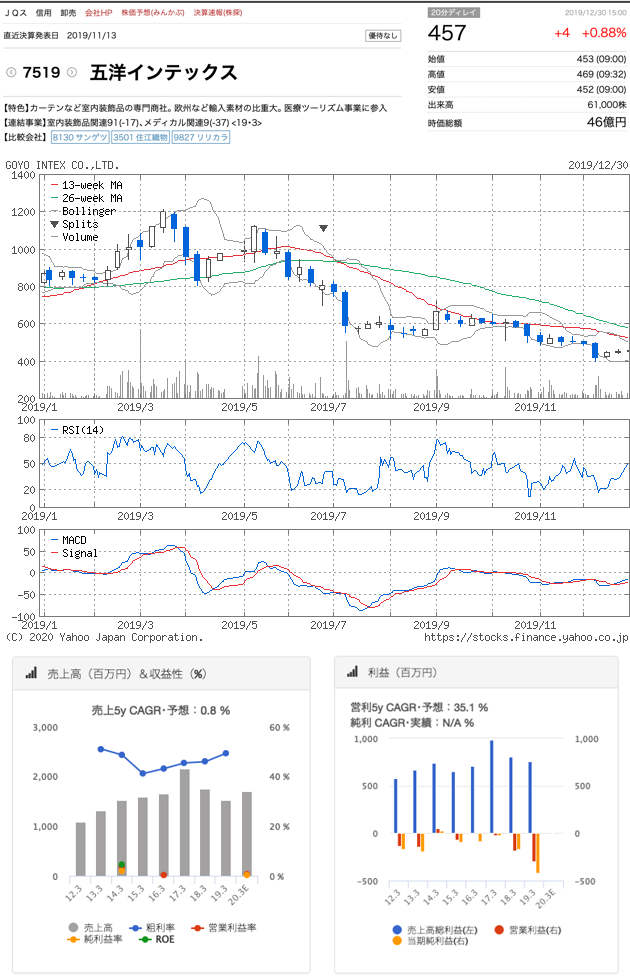 ＪＱス 信用 卸売 会社HP 株価予想(みんかぶ) 決算速報(株探)
直近決算発表日 2019/11/13 優待なし
7519 五洋インテックス
【特色】カーテンなど室内装飾品の専門商社。欧州など輸入素材の比重大。医療ツーリズム事業に参入
【連結事業】室内装飾品関連91(-17)、メディカル関連9(-37) <19・3>
【比較会社】 8130 サンゲツ 3501 住江織物 9827 リリカラ
20分ディレイ 2019/12/30 15:00
457 +4 +0.88%
始値 453 (09:00)
高値 469 (09:32)
安値 452 (09:00)
出来高 61,000株
時価総額 46億円
GOYO INTEX CO.,LTD. 2019/12/30
1400
1200
1000
800
600
400
200
13-week MA
26-week MA
Bollinger
Splits
Volume
2019/1 2019/3 2019/5 2019/7 2019/9 2019/11
100
80
50
20
0
RSI(14)
2019/1 2019/3 2019/5 2019/7 2019/9 2019/11
100
50
0
-50
-100
MACD
Signal
2019/1 2019/3 2019/5 2019/7 2019/9 2019/11
(C) 2020 Yahoo Japan Corporation. https://stocks.finance.yahoo.co.jp
売上高（百万円）＆収益性（%）
売上5y CAGR・予想：0.8 %
3,000 60 %
2,000 40 %
1,000 20 %
0 0 %
12.3 13.3 14.3 15.3 16.3 17.3 18.3 19.3 20.3E
売上高 粗利率 営業利益率
純利益率 ROE
利益（百万円）
営利5y CAGR・予想：35.1 %
純利 CAGR・実績：N/A %
1,000 1,000
500 500
0 0
-500 -500
12.3 13.3 14.3 15.3 16.3 17.3 18.3 19.3 20.3E
売上高総利益(左) 営業利益(右)
当期純利益(右)